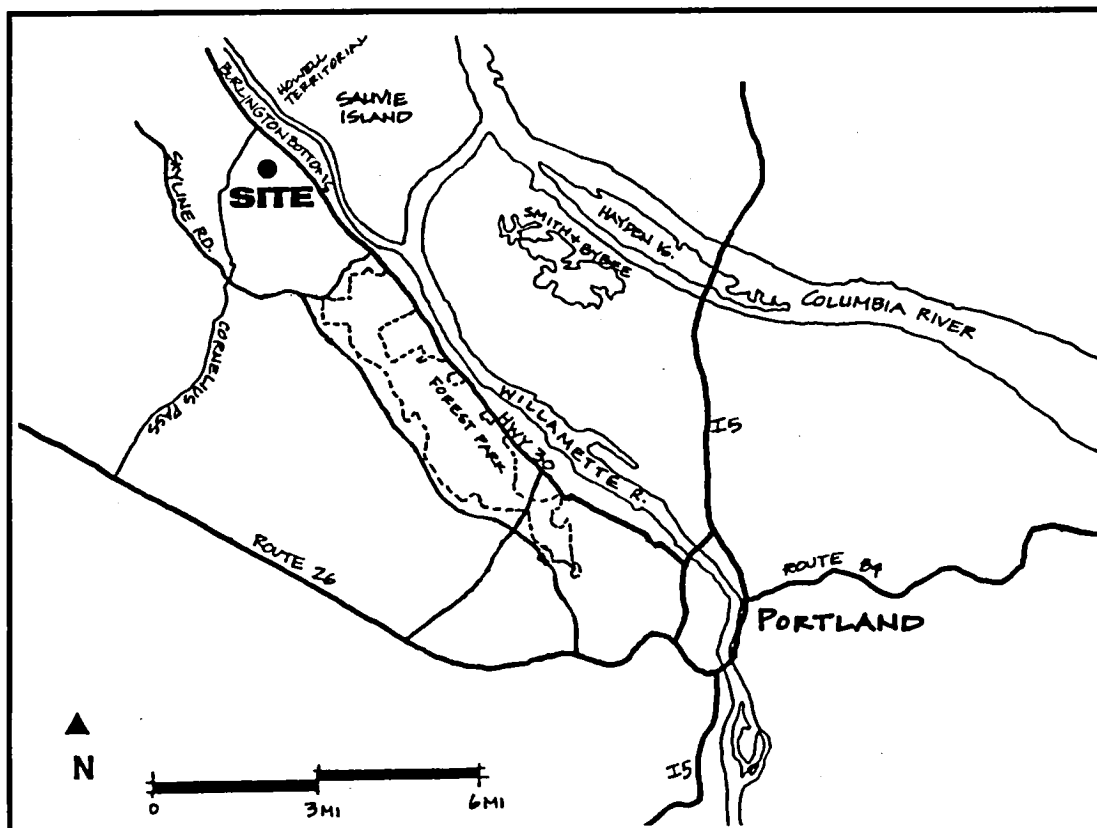 HOWELL
TERRITORIAL
BURLINGTON BOTTOMS
SAUVIE
ISLAND
SKYLINE RD.
SITE
SMITH + BYBEE
HAYDEN IS.
COLUMBIA RIVER
CORNELIUS PASS
FOREST PARK
WILLAMETTE R.
HWY 30
I5
ROUTE 26
ROUTE 84
PORTLAND
N
I5
0
3MI
6MI